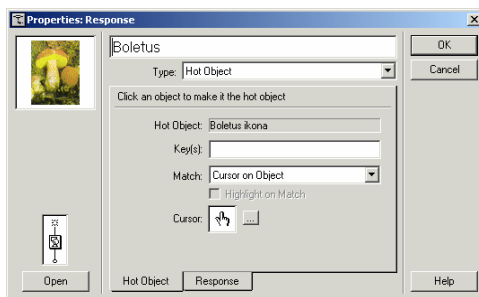 Properties: Response
Boletus
OK
Type: Hot Object
Cancel
Click an object to make it the hot object
Hot Object: Boletus ikona
Key(s):
Match: Cursor on Object
Highlight on Match
Cursor: ...
Open
Hot Object
Response
Help